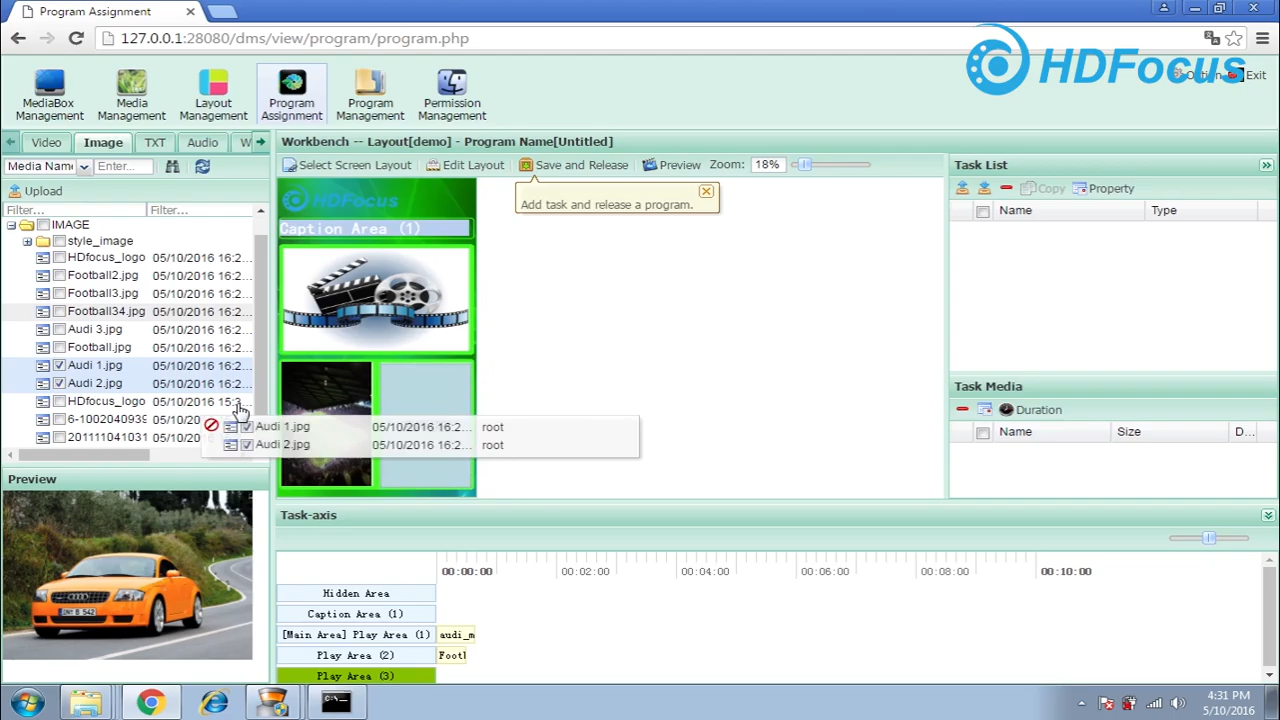 Program Assignment
127.0.0.1:28080/dms/view/program/program.php
HDFocus
Option
Exit
MediaBox Management
Media Management
Layout Management
Program Assignment
Program Management
Permission Management
Video
Image
TXT
Audio
W
Workbench -- Layout[demo] - Program Name[Untitled]
Media Name
Enter...
Select Screen Layout
Edit Layout
Save and Release
Preview
Zoom:
18%
Upload
Add task and release a program.
Filter...
Filter...
IMAGE
style_image
HDfocus_logo 05/10/2016 16:2...
Football2.jpg 05/10/2016 16:2...
Football3.jpg 05/10/2016 16:2...
Football34.jpg 05/10/2016 16:2...
Audi 3.jpg 05/10/2016 16:2...
Football.jpg 05/10/2016 16:2...
Audi 1.jpg 05/10/2016 16:2...
Audi 2.jpg 05/10/2016 16:2...
HDfocus_logo 05/10/2016 15:3...
6-1002040939 05/10/20
201111041031 05/10/20
Audi 1.jpg 05/10/2016 16:2... root
Audi 2.jpg 05/10/2016 16:2... root
HDFocus
Caption Area (1)
Task List
Copy
Property
Name
Type
Task Media
Duration
Name
Size
D...
Preview
Task-axis
00:00:00
00:02:00
00:04:00
00:06:00
00:08:00
00:10:00
Hidden Area
Caption Area (1)
[Main Area] Play Area (1) audi_m
Play Area (2) Footl
Play Area (3)
4:31 PM
5/10/2016